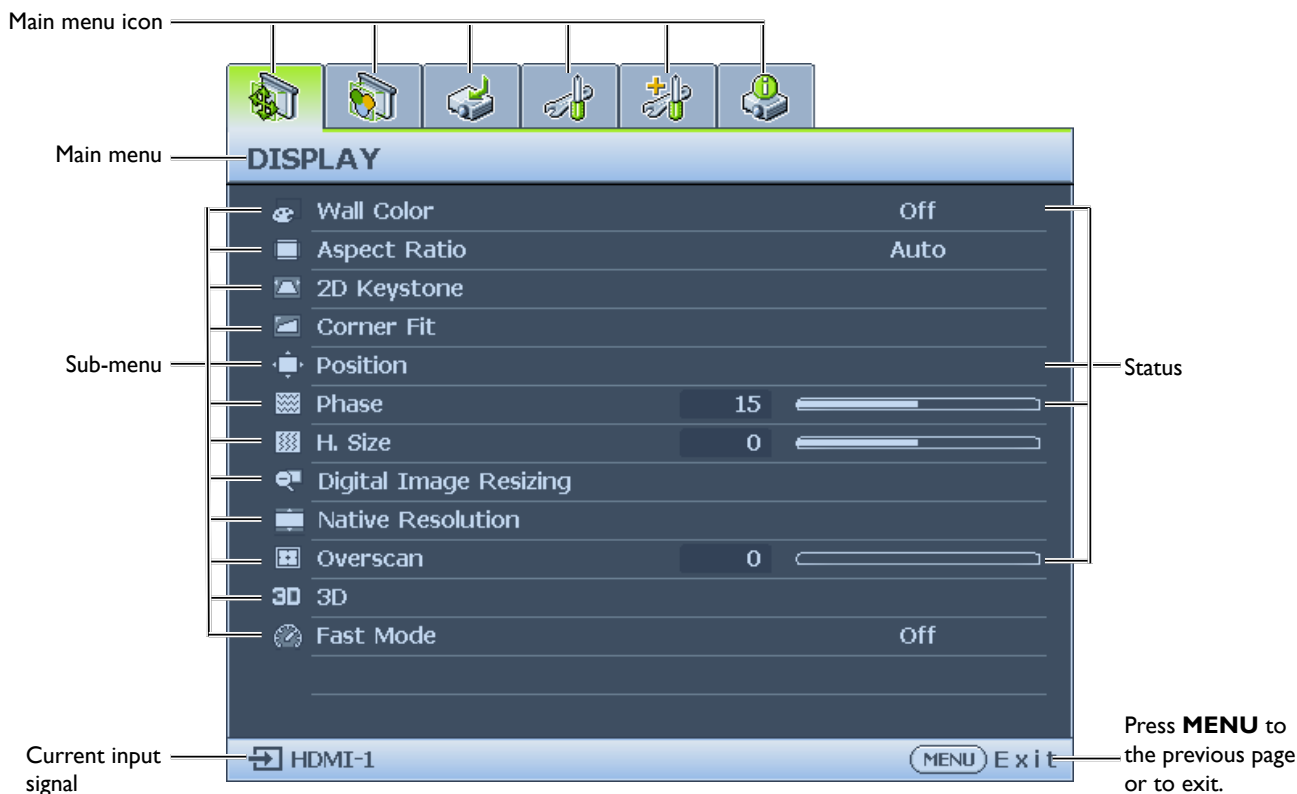 Main menu icon
Main menu
DISPLAY
Wall Color Off
Aspect Ratio Auto
2D Keystone
Corner Fit
Sub-menu
Position
Status
Phase 15
H. Size 0
Digital Image Resizing
Native Resolution
Overscan 0
3D 3D
Fast Mode Off
Current input
signal
HDMI-1
MENU Exit
Press MENU to
the previous page
or to exit.